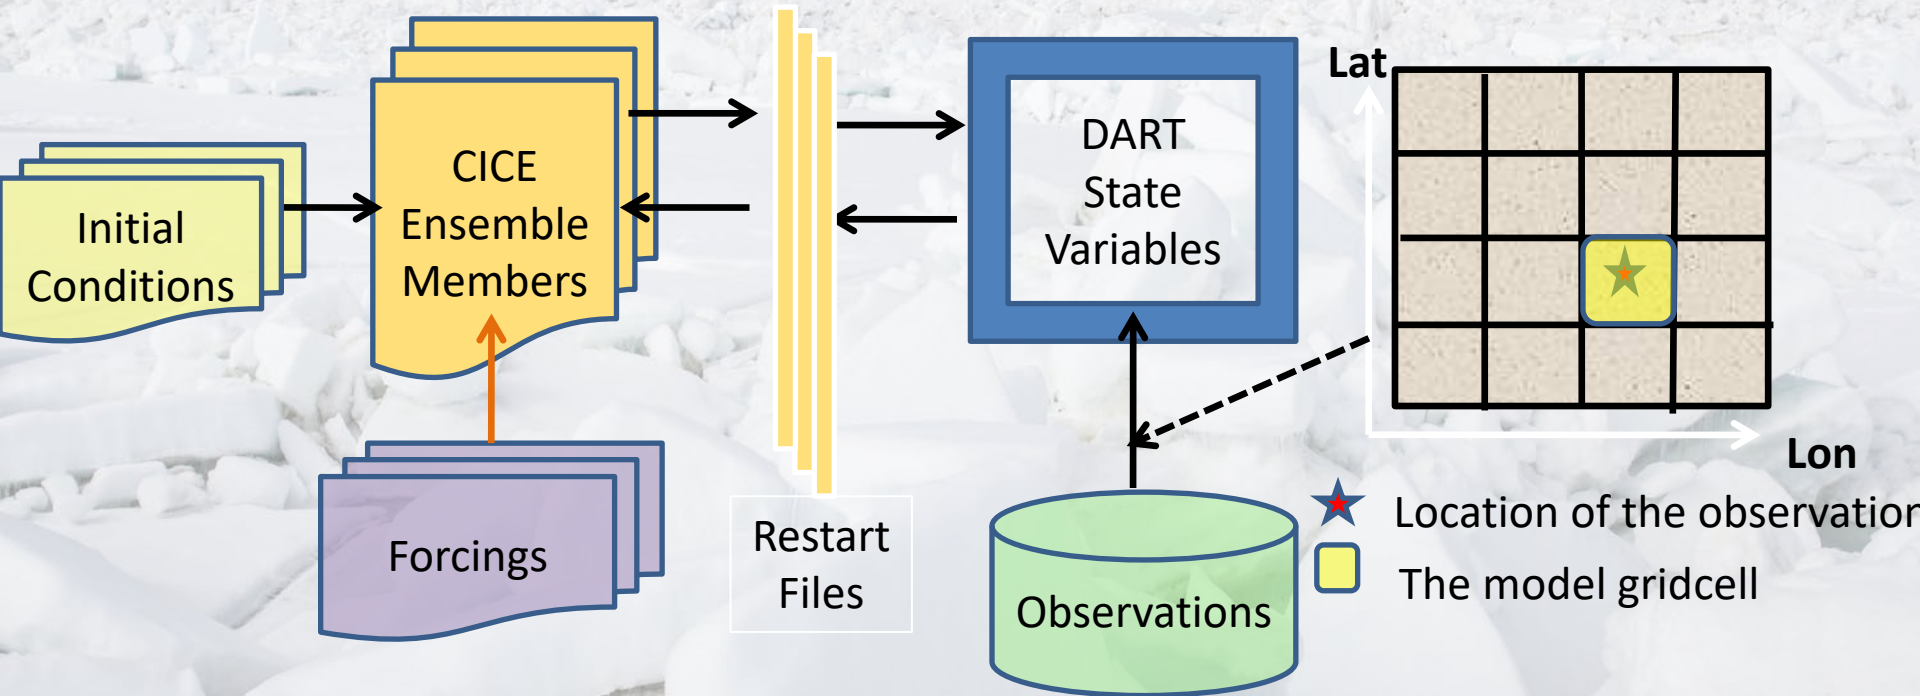 Initial
Conditions
CICE
Ensemble
Members
Forcings
Restart
Files
DART
State
Variables
Observations
Lat
Lon
Location of the observation
The model gridcell